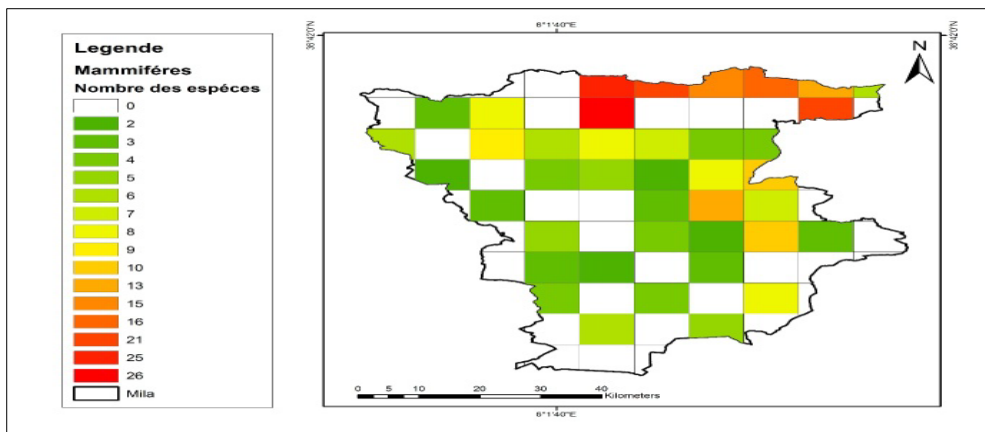 Legende
Mammiféres
Nombre des espéces
0
2
3
4
5
6
7
8
9
10
13
15
16
21
25
26
Mila
6°1'40"E
36°42'0"N
36°42'0"N
N
0 5 10 20 30 40
Kilometers
6°1'40"E